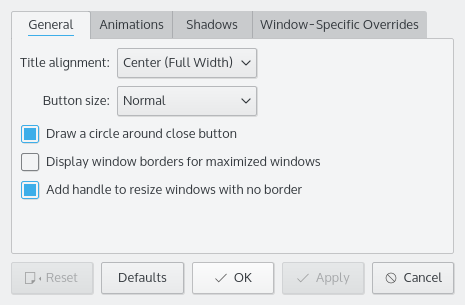 General Animations Shadows Window-Specific Overrides
Title alignment: Center (Full Width)
Button size: Normal
Draw a circle around close button
Display window borders for maximized windows
Add handle to resize windows with no border
Reset Defaults OK Apply Cancel